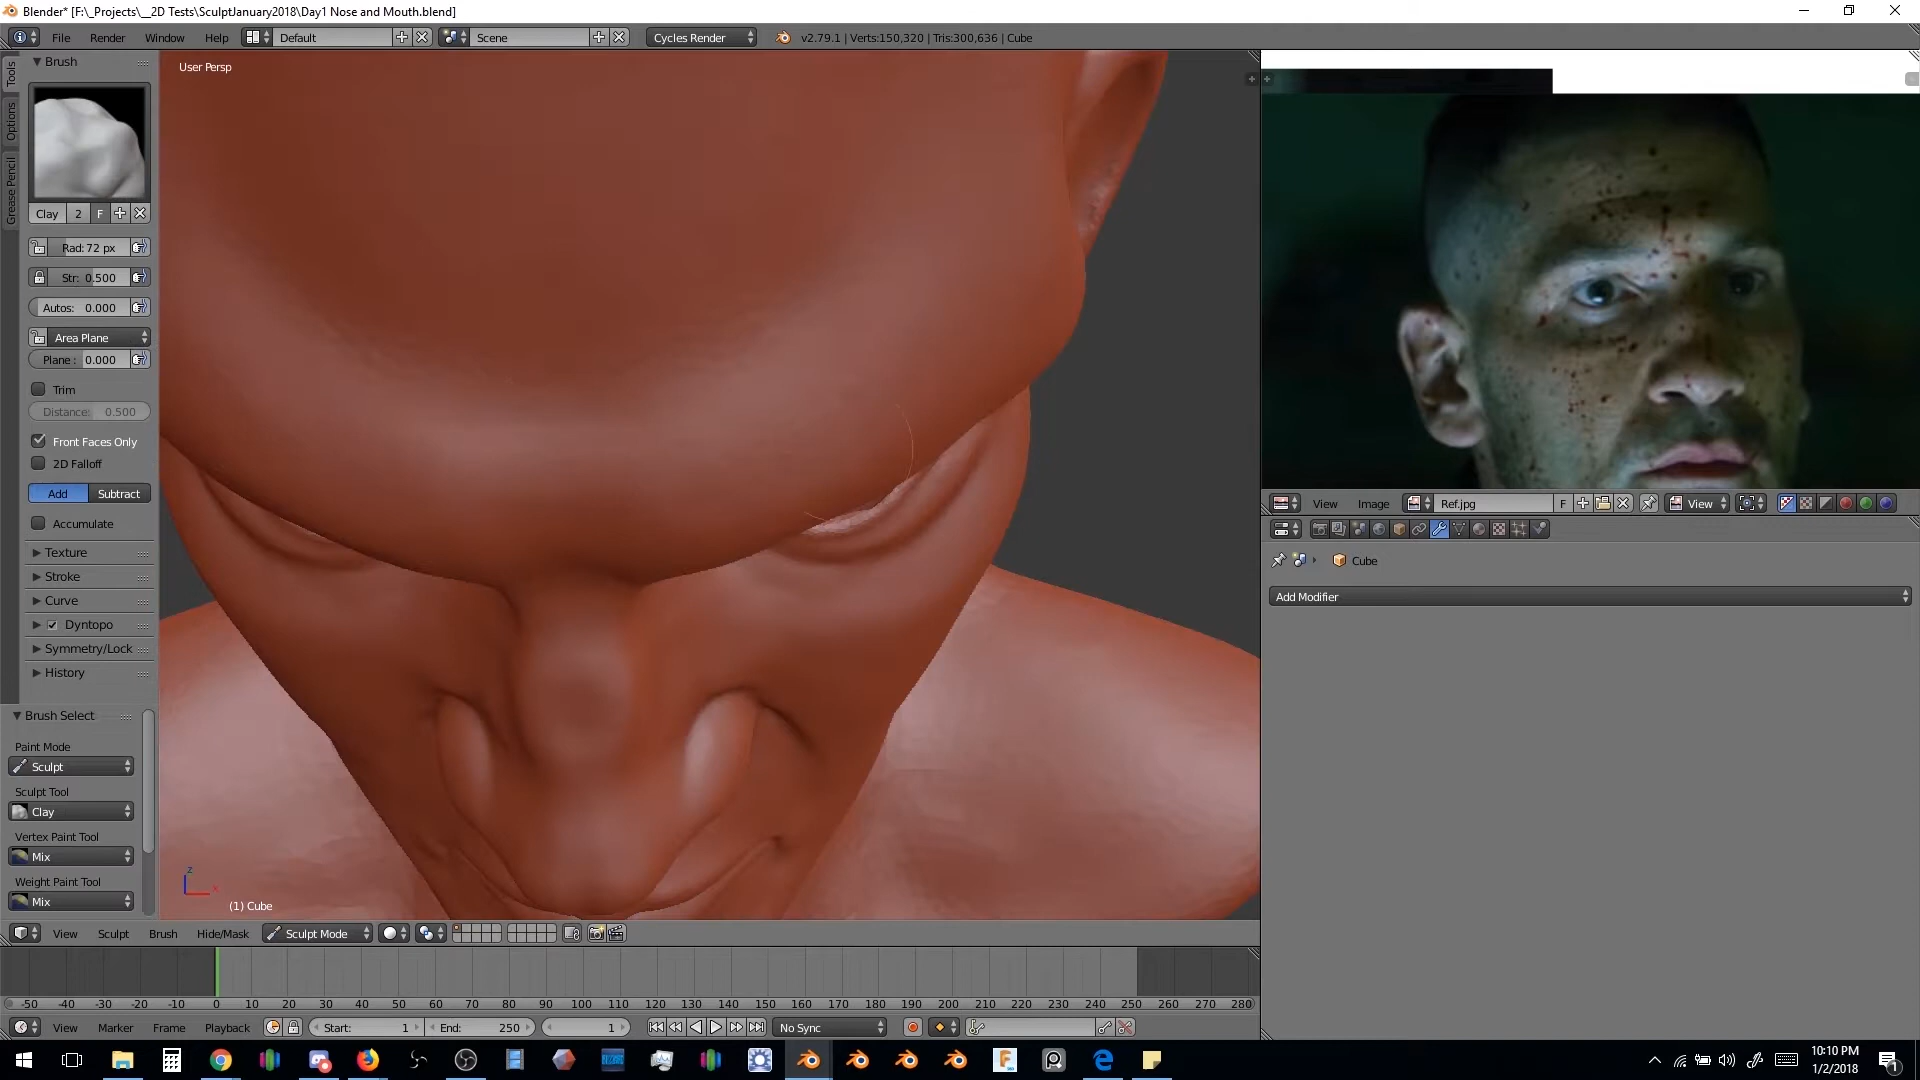 Blender* [F:\_Projects\__2D Tests\SculptJanuary2018\Day1 Nose and Mouth.blend]
File Render Window Help Default Scene Cycles Render v2.79.1 | Verts:150,320 | Tris:300,636 | Cube
Tools
Options
Grease Pencil
Brush
Clay 2 F
Rad: 72 px
Str: 0.500
Autos: 0.000
Area Plane
Plane : 0.000
Trim
Distance: 0.500
Front Faces Only
2D Falloff
Add Subtract
Accumulate
Texture
Stroke
Curve
Dyntopo
Symmetry/Lock
History
Brush Select
Paint Mode
Sculpt
Sculpt Tool
Clay
Vertex Paint Tool
Mix
Weight Paint Tool
Mix
User Persp
z
x
(1) Cube
View Image Ref.jpg F View
Cube
Add Modifier
View Sculpt Brush Hide/Mask Sculpt Mode
-50 -40 -30 -20 -10 0 10 20 30 40 50 60 70 80 90 100 110 120 130 140 150 160 170 180 190 200 210 220 230 240 250 260 270 280
View Marker Frame Playback Start: 1 End: 250 1 No Sync
10:10 PM
1/2/2018
1